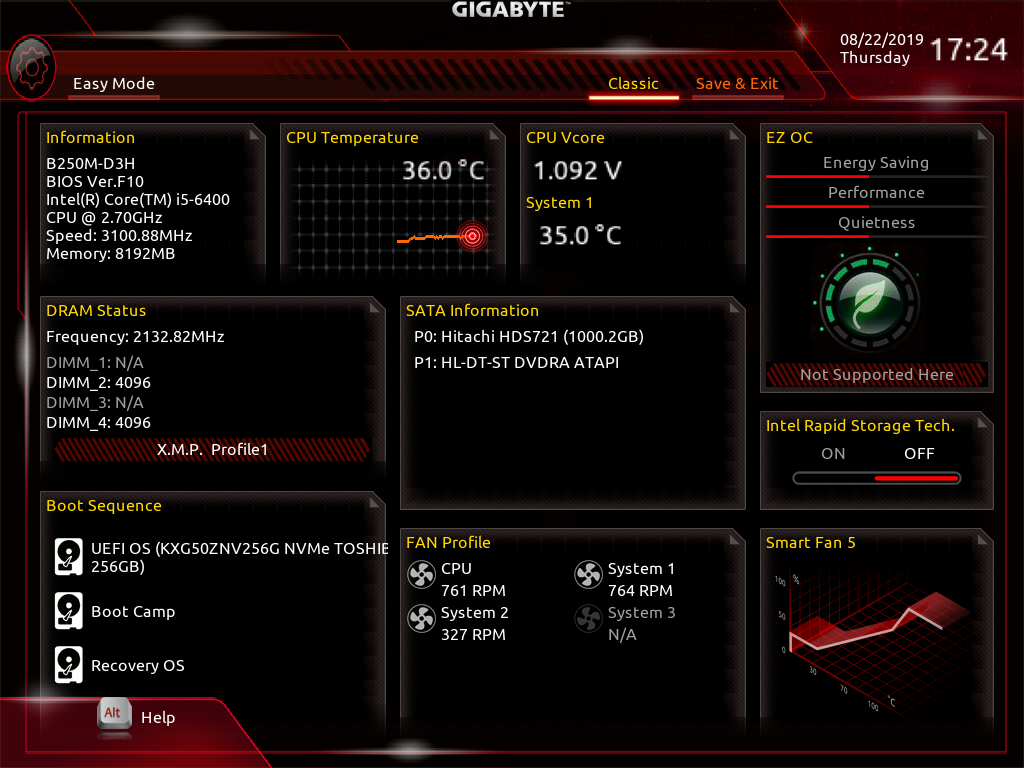 GIGABYTE™
08/22/2019
Thursday
17:24
Easy Mode
Classic
Save & Exit
Information
B250M-D3H
BIOS Ver.F10
Intel(R) Core(TM) i5-6400
CPU @ 2.70GHz
Speed: 3100.88MHz
Memory: 8192MB
CPU Temperature
36.0 °C
CPU Vcore
1.092 V
System 1
35.0 °C
EZ OC
Energy Saving
Performance
Quietness
Not Supported Here
DRAM Status
Frequency: 2132.82MHz
DIMM_1: N/A
DIMM_2: 4096
DIMM_3: N/A
DIMM_4: 4096
X.M.P. Profile1
SATA Information
P0: Hitachi HDS721 (1000.2GB)
P1: HL-DT-ST DVDRA ATAPI
Intel Rapid Storage Tech.
ON OFF
Boot Sequence
UEFI OS (KXG50ZNV256G NVMe TOSHIE
256GB)
Boot Camp
Recovery OS
FAN Profile
CPU
761 RPM
System 1
764 RPM
System 2
327 RPM
System 3
N/A
Smart Fan 5
100 %
50
0
30
70
100
°C
Alt Help